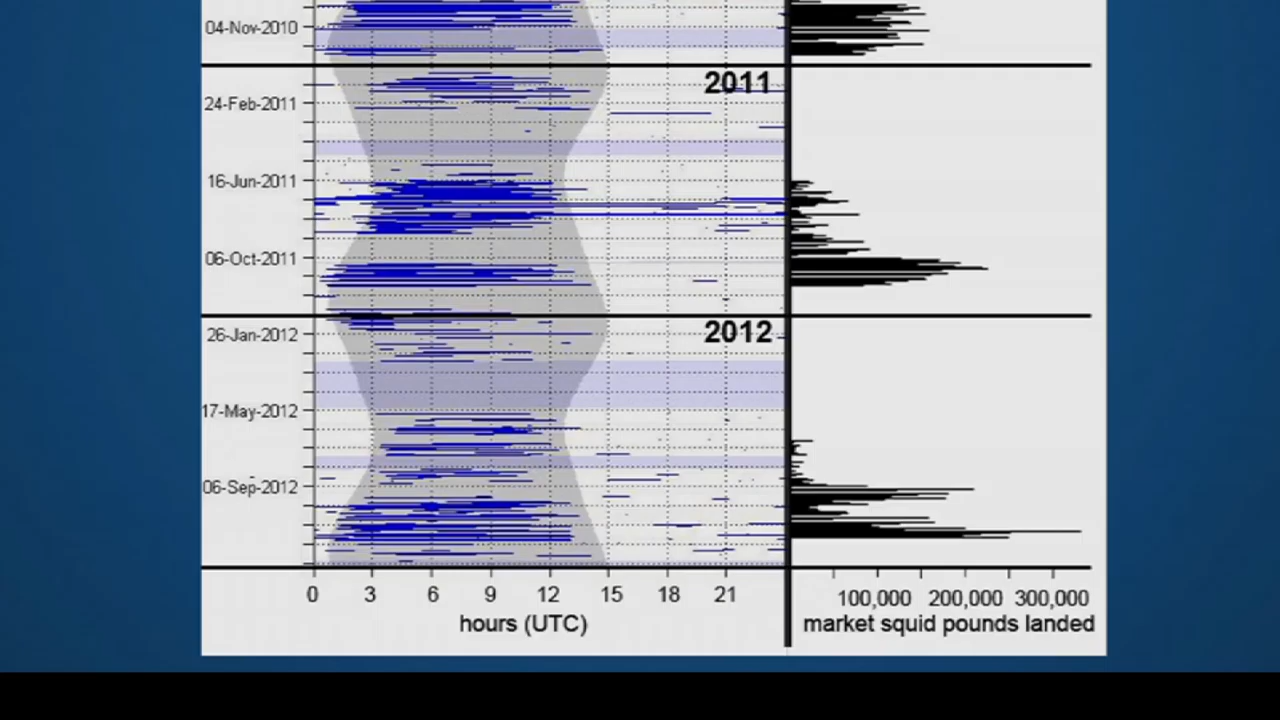 04-Nov-2010
2011
24-Feb-2011
16-Jun-2011
06-Oct-2011
2012
26-Jan-2012
17-May-2012
06-Sep-2012
0 3 6 9 12 15 18 21 100,000 200,000 300,000
hours (UTC) market squid pounds landed